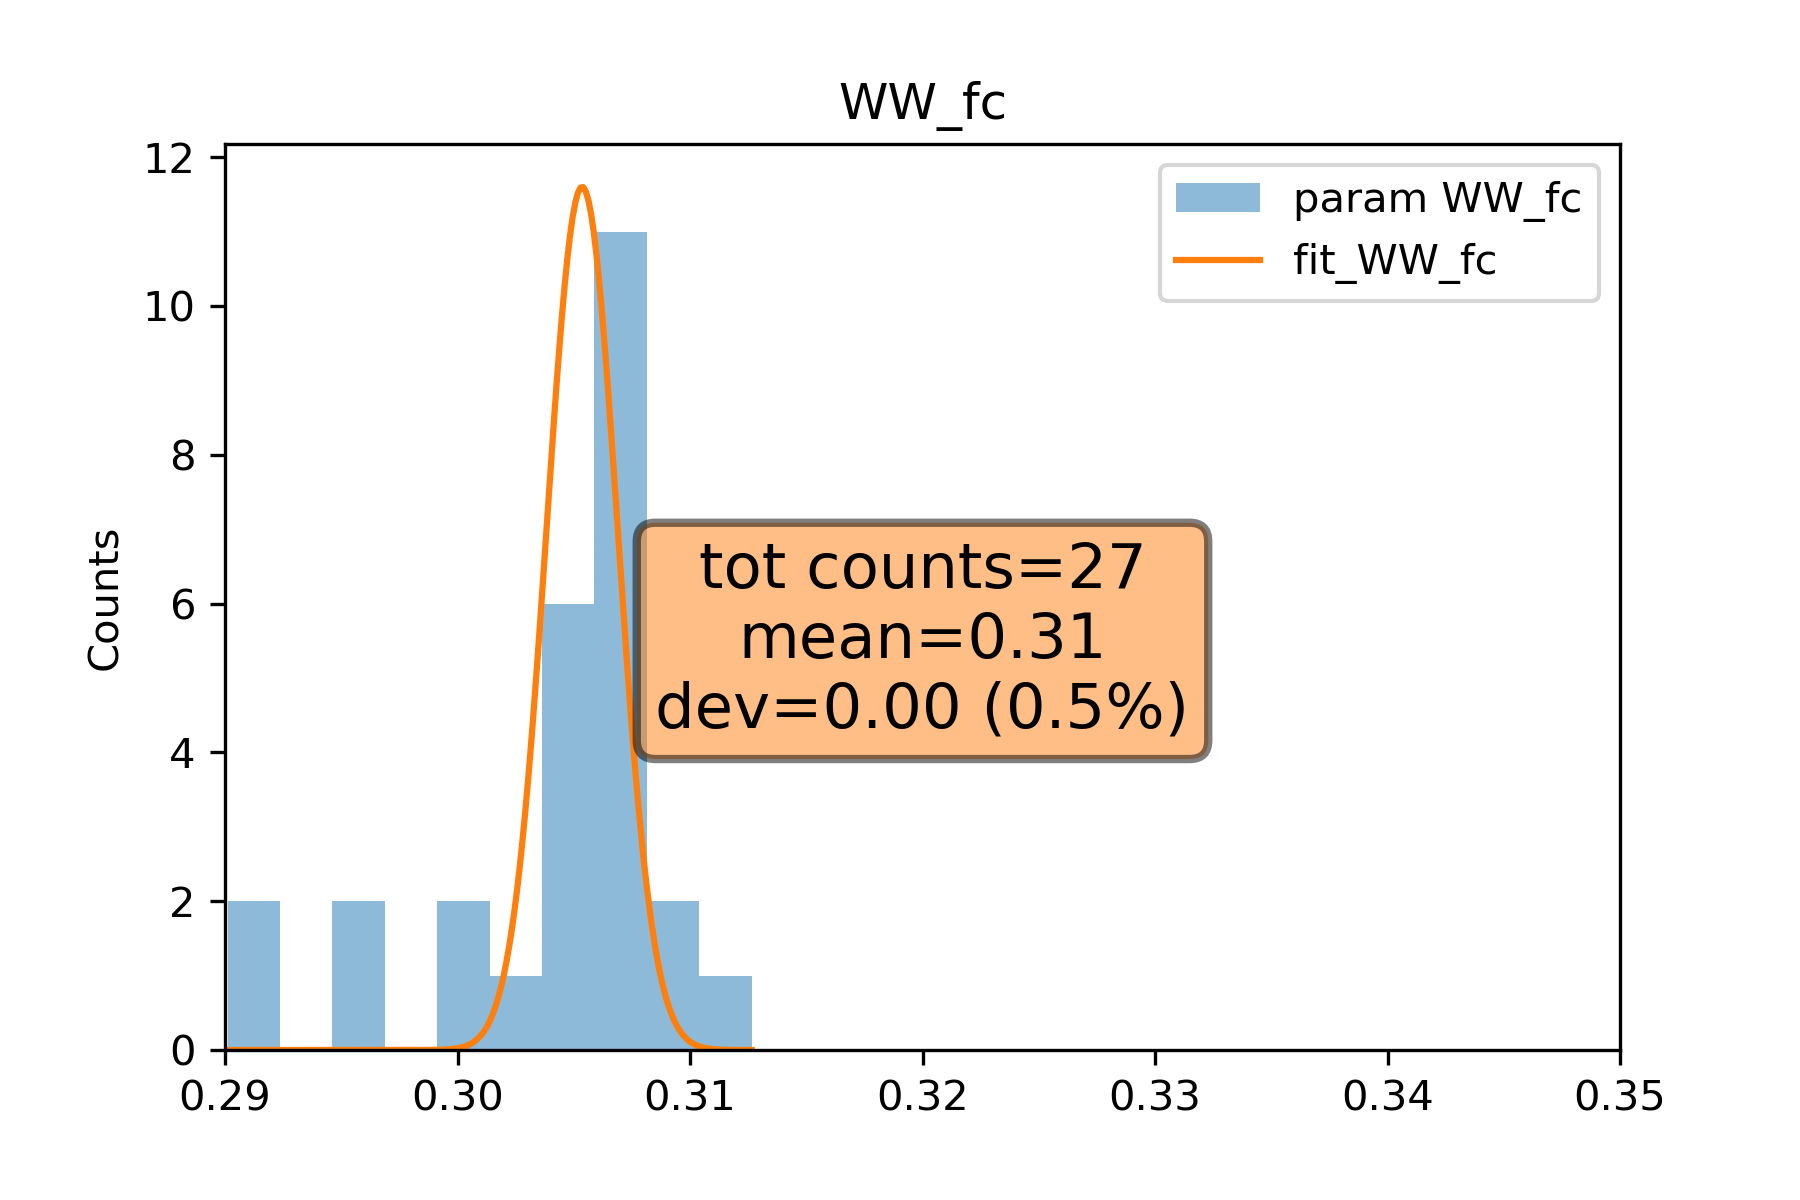 WW_fc
12
10
8
6
4
2
0
Counts
param WW_fc
fit_WW_fc
tot counts=27
mean=0.31
dev=0.00 (0.5%)
0.29 0.30 0.31 0.32 0.33 0.34 0.35